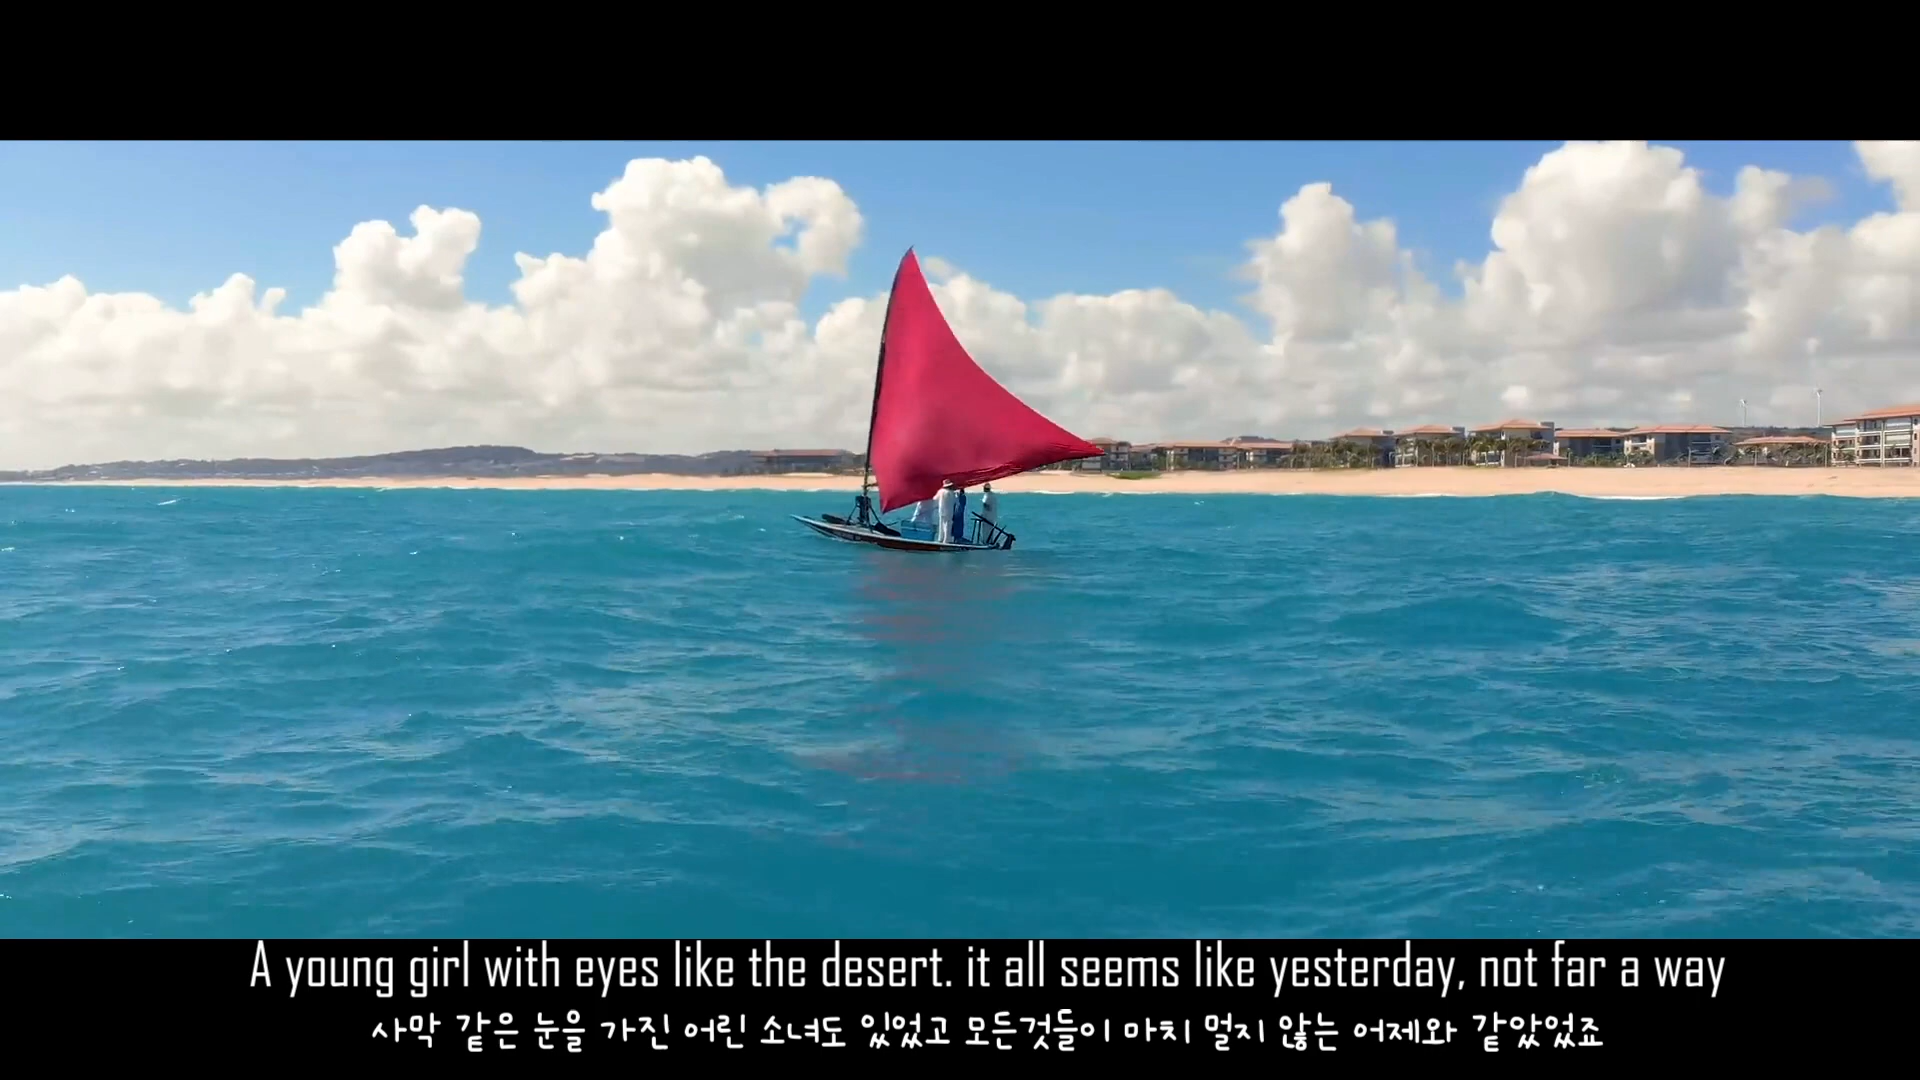 A young girl with eyes like the desert. it all seems like yesterday, not far a way
사막 같은 눈을 가진 어린 소녀도 있었고 모든것들이 마치 멀지 않는 어제와 같았었죠